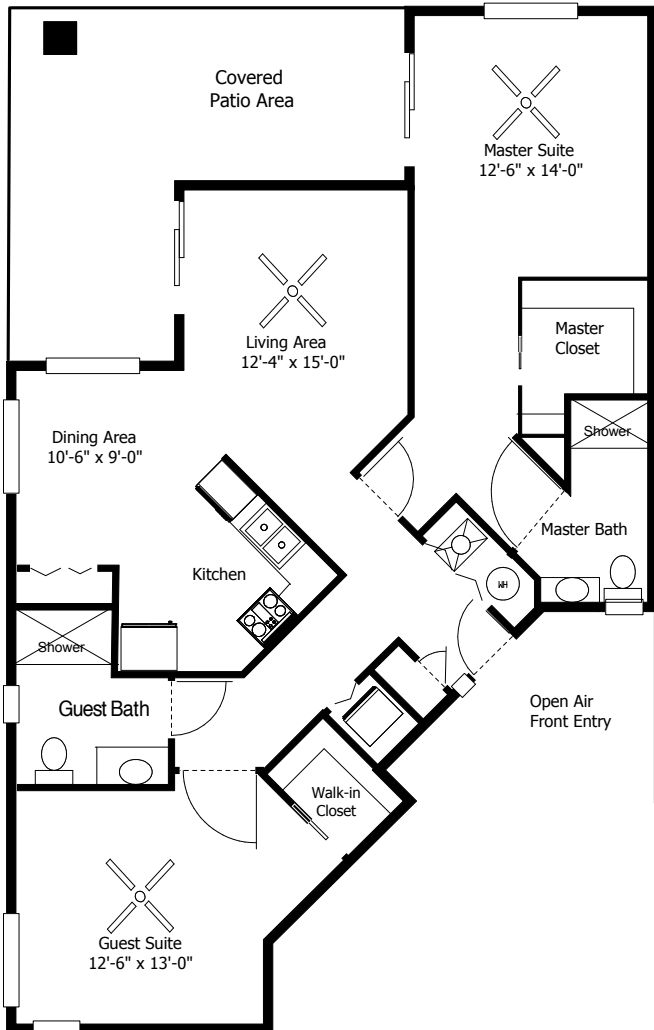 Covered
Patio Area
Master Suite
12'-6" x 14'-0"
Living Area
12'-4" x 15'-0"
Master
Closet
Dining Area
10'-6" x 9'-0"
Shower
Master Bath
Kitchen
WH
Shower
Guest Bath
Open Air
Front Entry
Walk-in
Closet
Guest Suite
12'-6" x 13'-0"